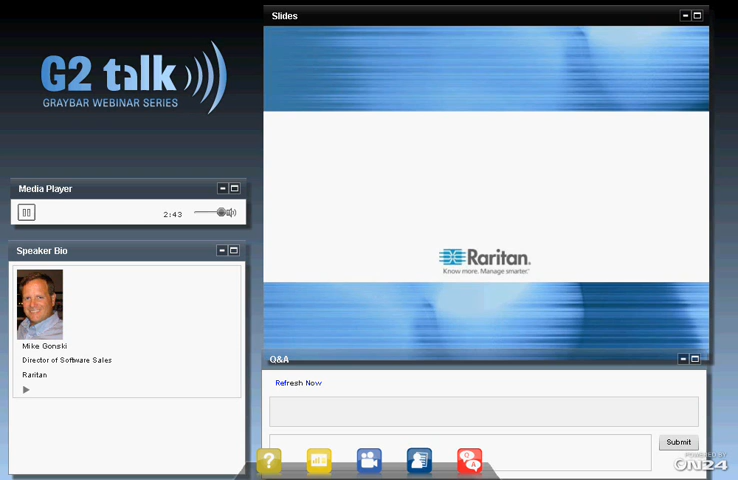 G2 talk
GRAYBAR WEBINAR SERIES
Media Player
2:43
Speaker Bio
Mike Gonski
Director of Software Sales
Raritan
Slides
Raritan.
Know more. Manage smarter.™
Q&A
Refresh Now
Submit
?
Q
A
POWERED BY
ON24